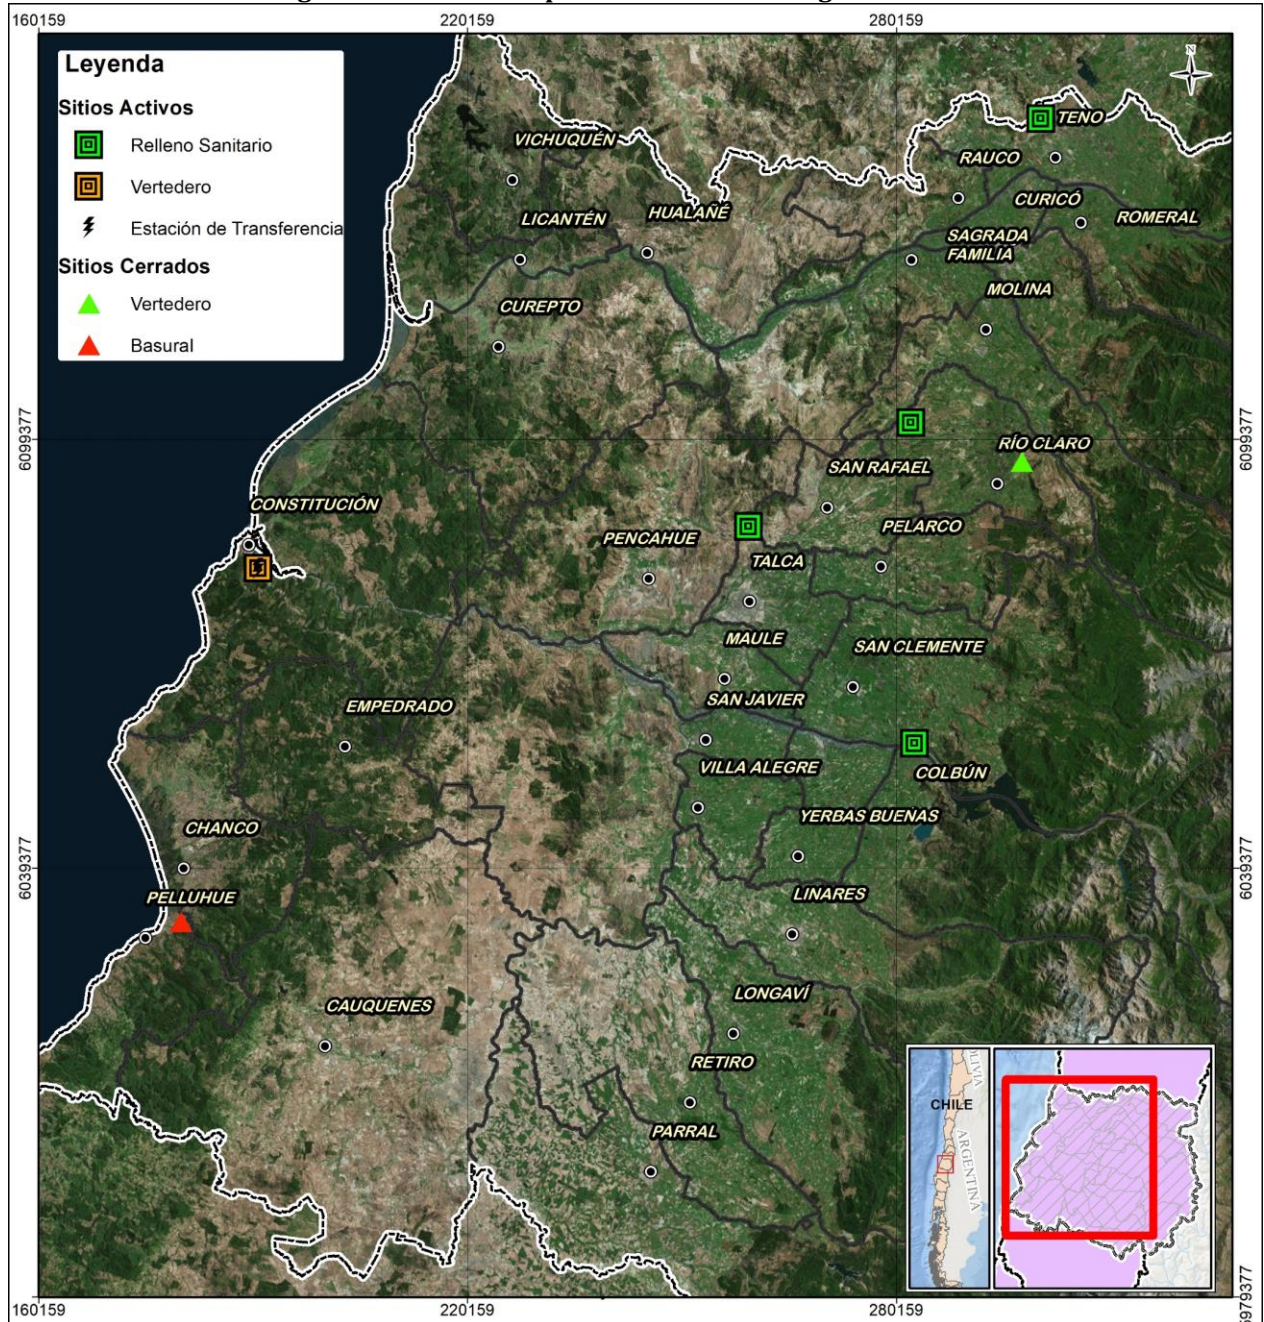 160159
220159
280159
Leyenda
Sitios Activos
Relleno Sanitario
Vertedero
Estación de Transferencia
Sitios Cerrados
Vertedero
Basural
N
TENO
VICHUQUÉN
RAUCO
CURICÓ
HUALAÑÉ
LICANTÉN
ROMERAL
SAGRADA
FAMILIA
MOLINA
CUREPTO
6099377
6099377
RÍO CLARO
SAN RAFAEL
CONSTITUCIÓN
PELARCO
PENCAHUE
TALCA
MAULE
SAN CLEMENTE
SAN JAVIER
EMPEDRADO
VILLA ALEGRE
COLBÚN
YERBAS BUENAS
CHANCO
6039377
6039377
LINARES
PELLUHUE
LONGAVÍ
CAUQUENES
RETIRO
PARRAL
CHILE
ARGENTINA
160159
220159
280159